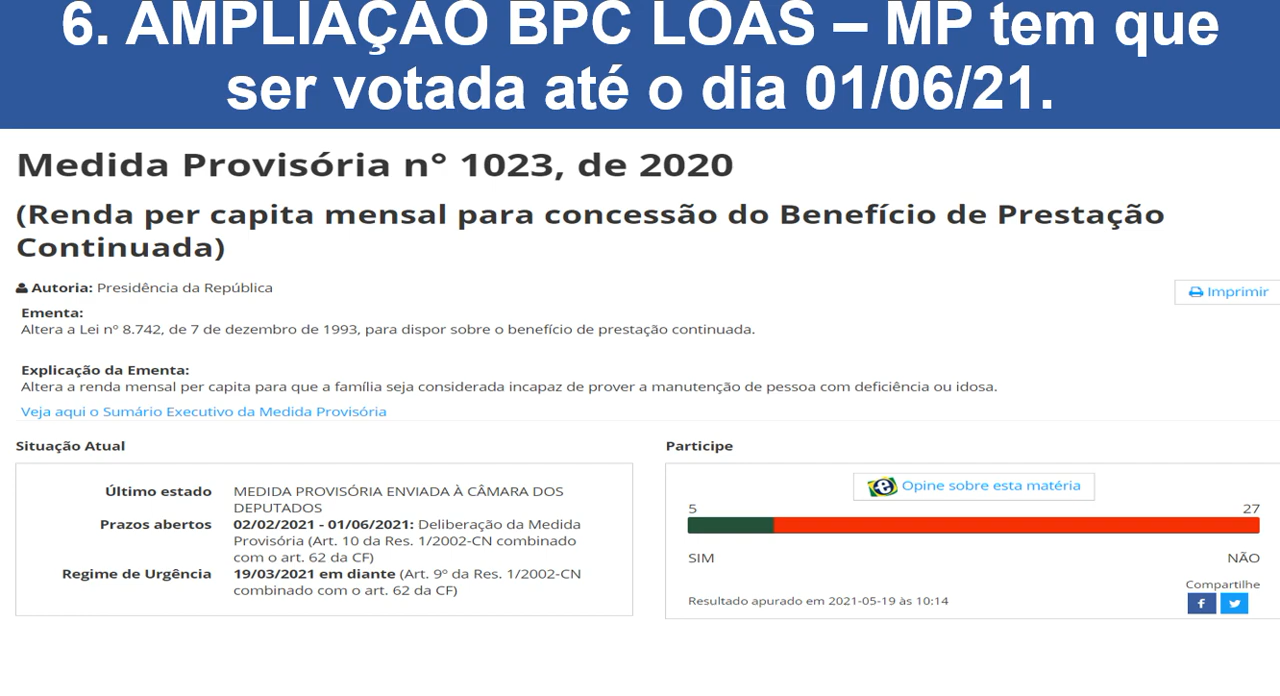 6. AMPLIAÇÃO BPC LOAS – MP tem que
ser votada até o dia 01/06/21.
Medida Provisória n° 1023, de 2020
(Renda per capita mensal para concessão do Benefício de Prestação
Continuada)
Autoria: Presidência da República
Imprimir
Ementa:
Altera a Lei nº 8.742, de 7 de dezembro de 1993, para dispor sobre o benefício de prestação continuada.
Explicação da Ementa:
Altera a renda mensal per capita para que a família seja considerada incapaz de prover a manutenção de pessoa com deficiência ou idosa.
Veja aqui o Sumário Executivo da Medida Provisória
Situação Atual
Último estado MEDIDA PROVISÓRIA ENVIADA À CÂMARA DOS
DEPUTADOS
Prazos abertos 02/02/2021 - 01/06/2021: Deliberação da Medida
Provisória (Art. 10 da Res. 1/2002-CN combinado
com o art. 62 da CF)
Regime de Urgência 19/03/2021 em diante (Art. 9º da Res. 1/2002-CN
combinado com o art. 62 da CF)
Participe
e Opine sobre esta matéria
5 27
SIM NÃO
Compartilhe
Resultado apurado em 2021-05-19 às 10:14